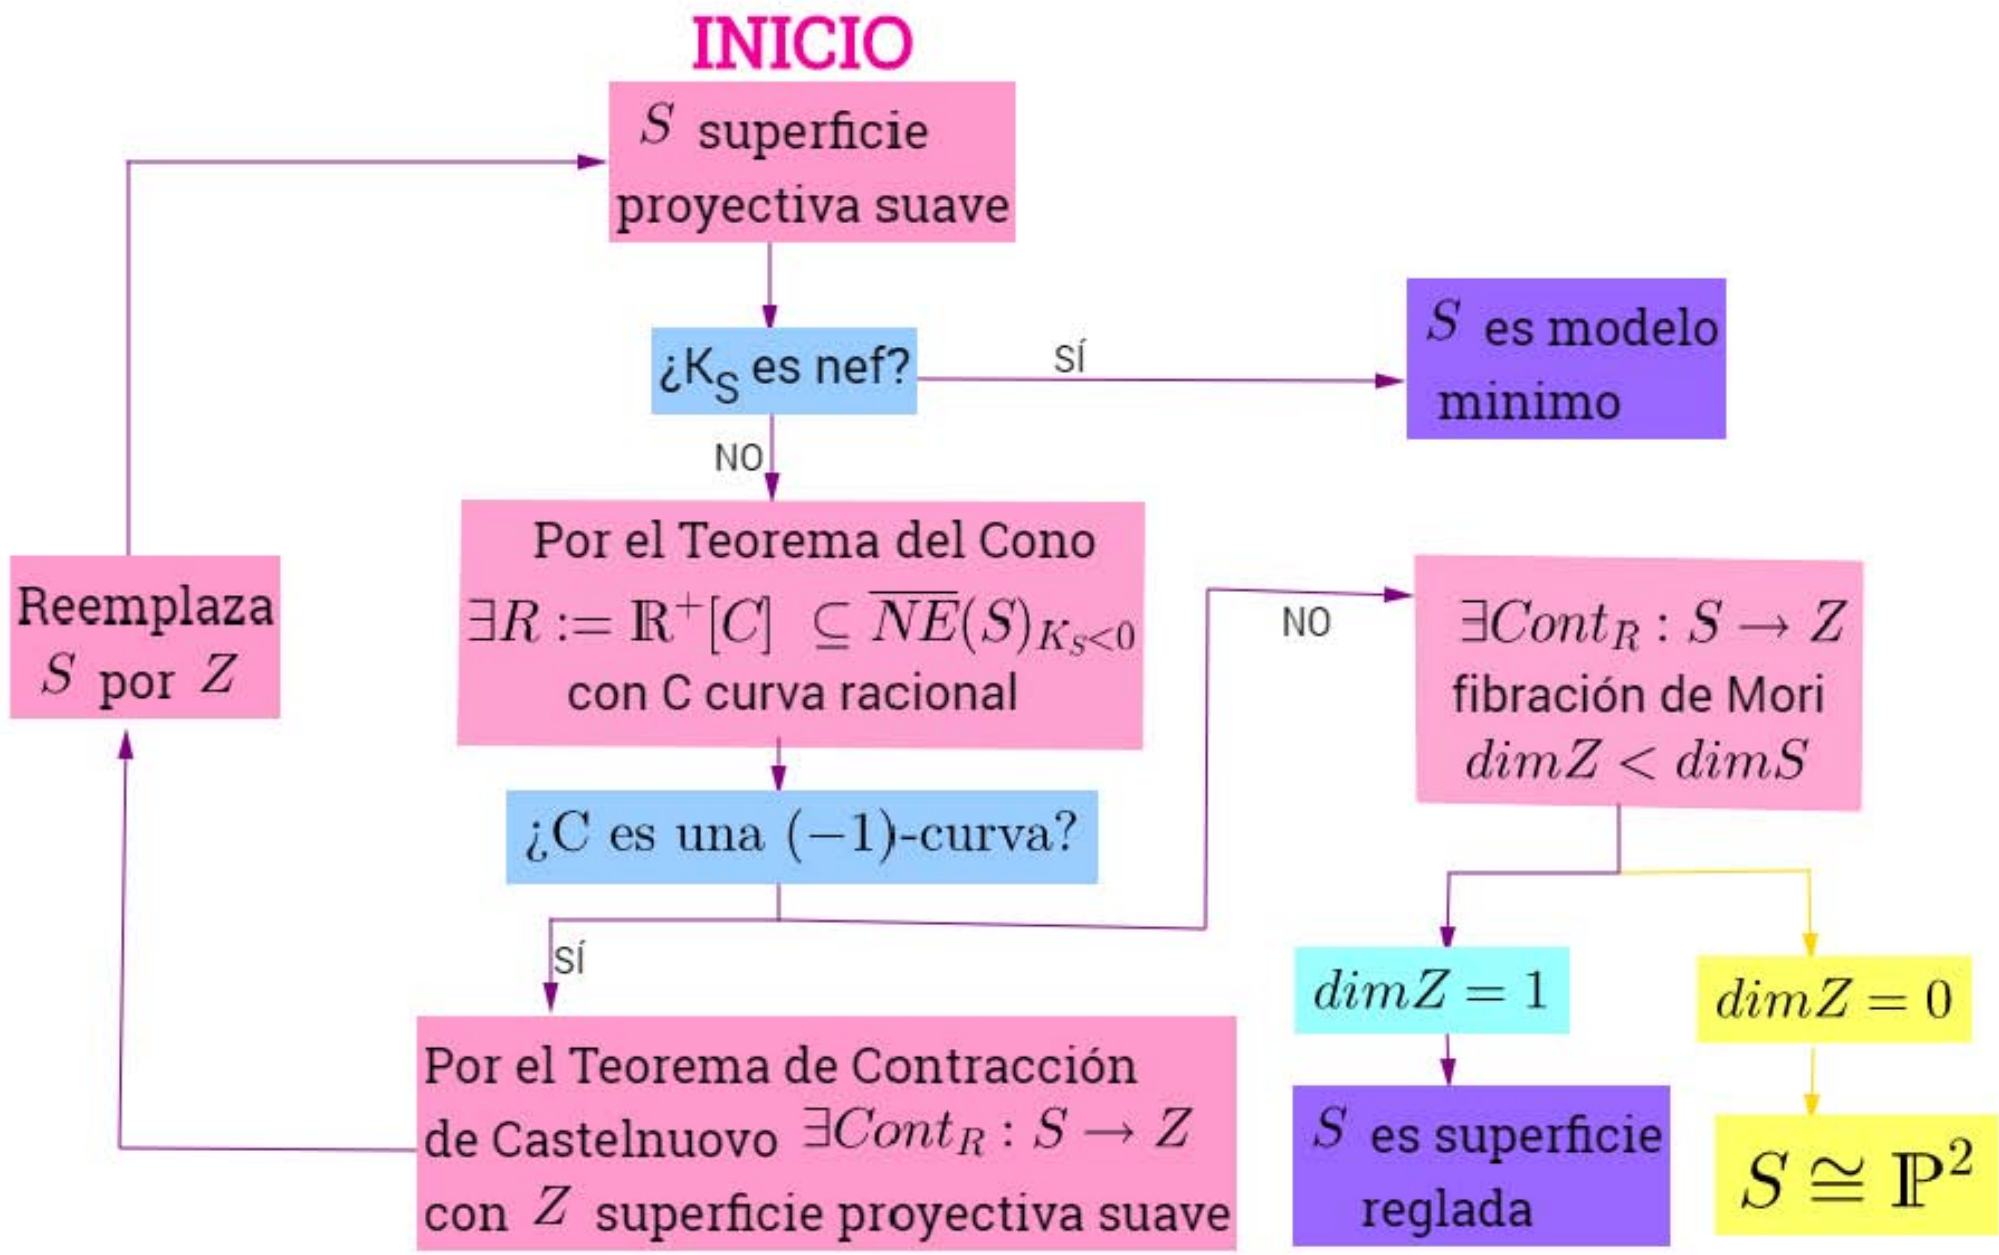 INICIO
S superficie
proyectiva suave
¿K_S es nef?
SÍ
S es modelo
minimo
NO
Por el Teorema del Cono
∃R := ℝ⁺[C] ⊆ \overline{NE}(S)_{K_S<0}
con C curva racional
¿C es una (−1)-curva?
SÍ
NO
Por el Teorema de Contracción
de Castelnuovo ∃Cont_R : S → Z
con Z superficie proyectiva suave
Reemplaza
S por Z
∃Cont_R : S → Z
fibración de Mori
dimZ < dimS
dimZ = 1
S es superficie
reglada
dimZ = 0
S ≅ ℙ²